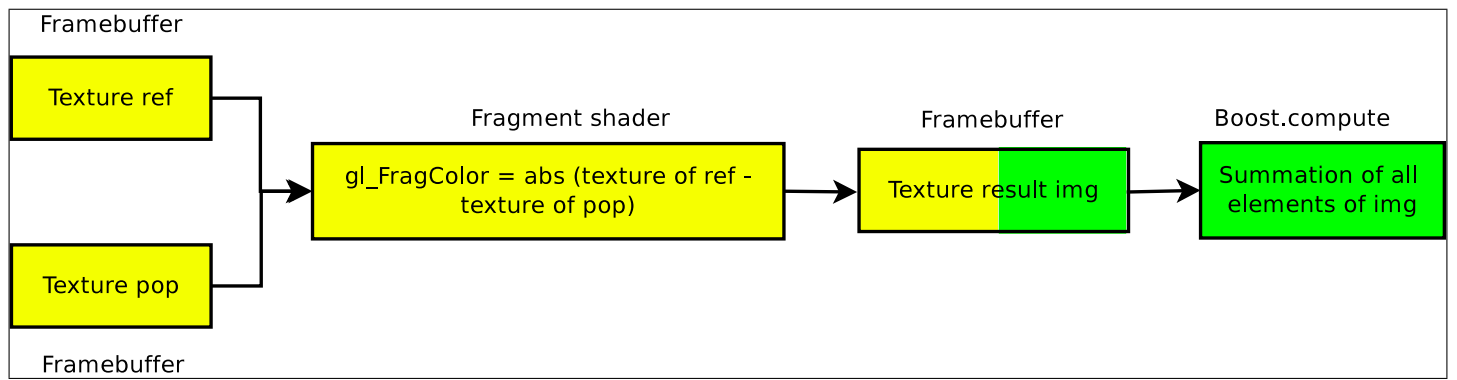 Framebuffer
Texture ref
Fragment shader
gl_FragColor = abs (texture of ref -
texture of pop)
Framebuffer
Texture result img
Boost.compute
Summation of all
elements of img
Texture pop
Framebuffer